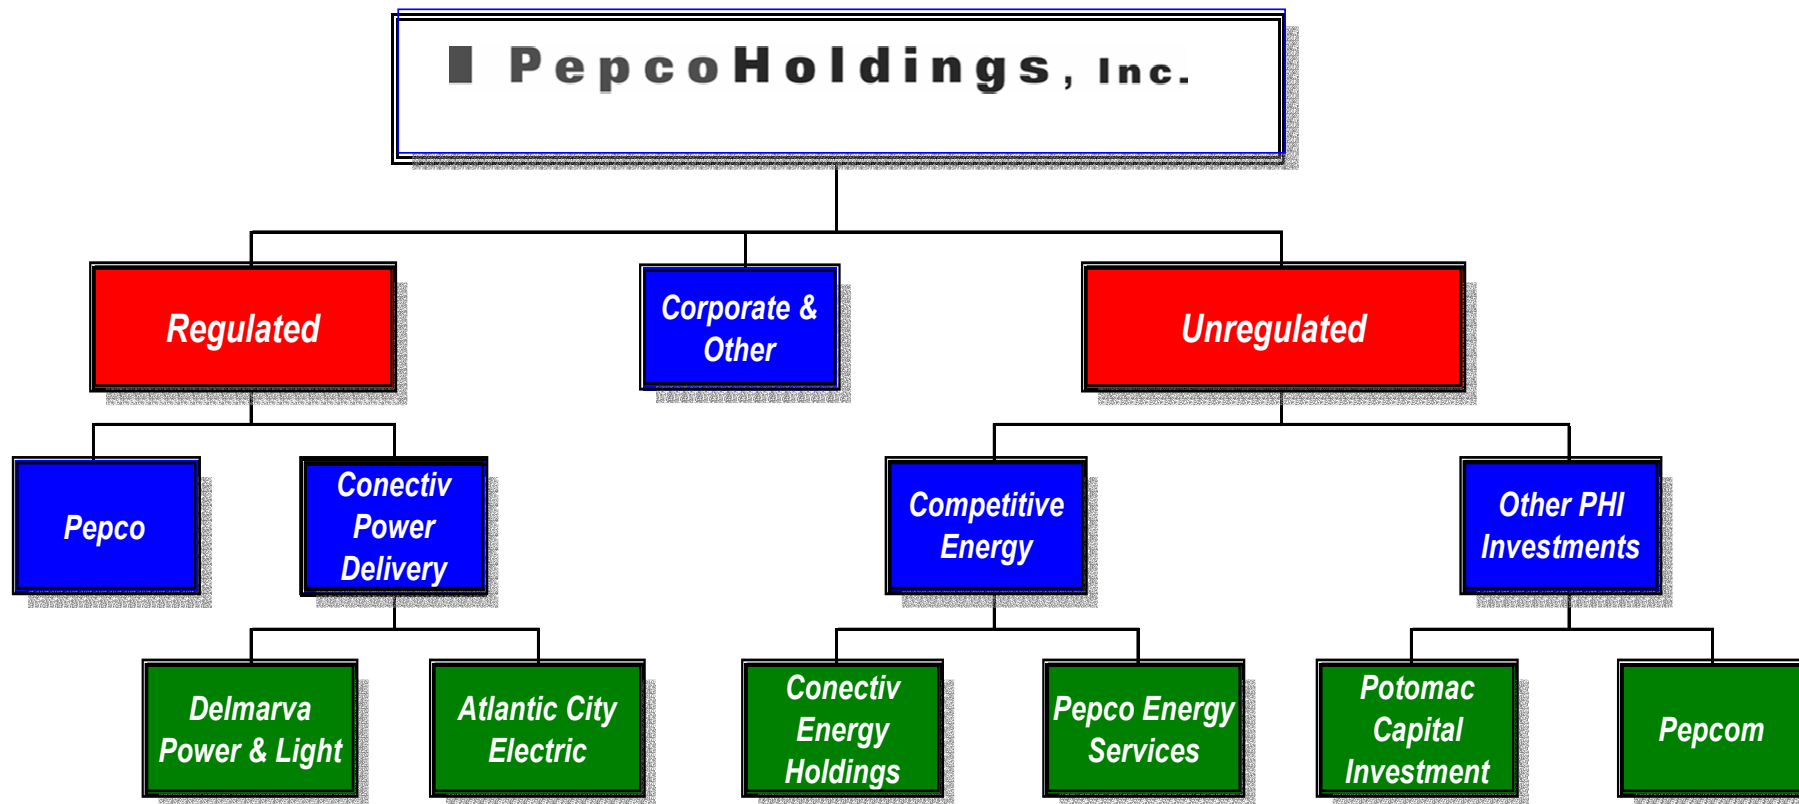 PepcoHoldings, Inc.
Regulated
Corporate &
Other
Unregulated
Pepco
Conectiv
Power
Delivery
Competitive
Energy
Other PHI
Investments
Delmarva
Power & Light
Atlantic City
Electric
Conectiv
Energy
Holdings
Pepco Energy
Services
Potomac
Capital
Investment
Pepcom